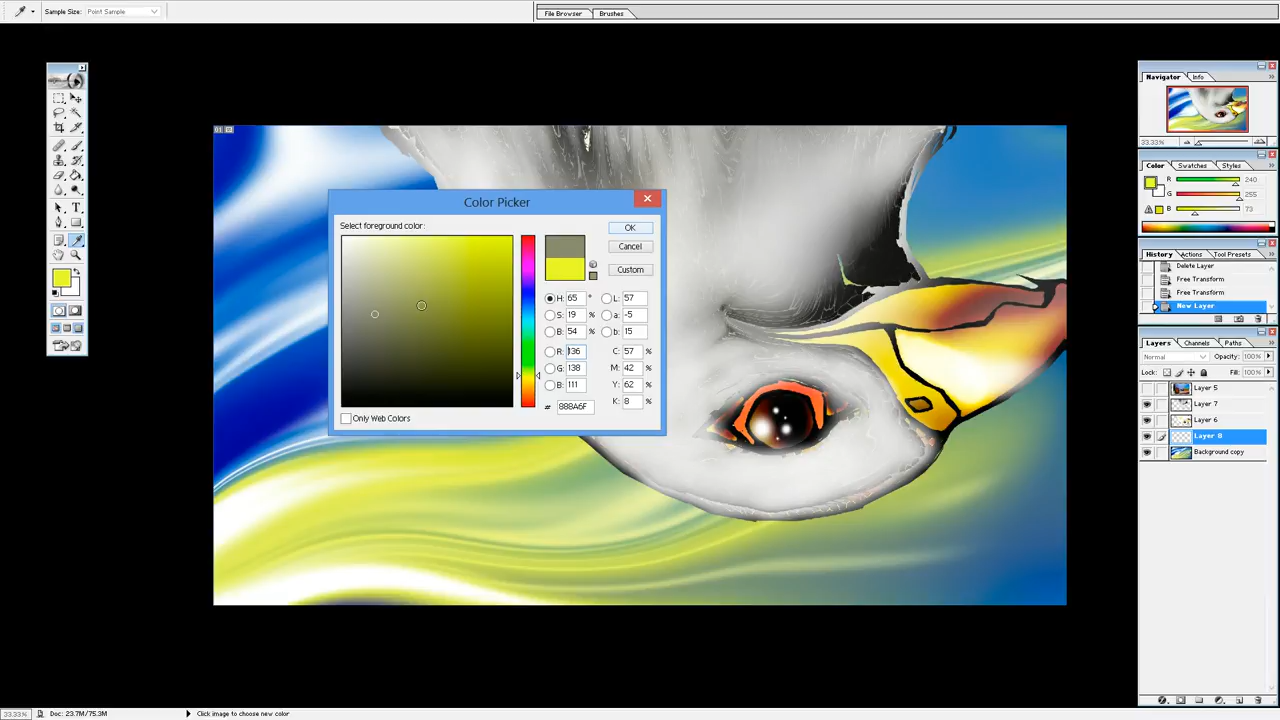 Sample Size: Point Sample
File Browser
Brushes
Navigator Info
33.33%
Color Swatches Styles
R 240
G 255
B 73
History Actions Tool Presets
Delete Layer
Free Transform
Free Transform
New Layer
Layers Channels Paths
Normal Opacity: 100%
Lock: Fill: 100%
Layer 5
Layer 7
Layer 6
Layer 8
Background copy
01
Color Picker
Select foreground color:
OK
Cancel
Custom
H: 65 ° L: 57
S: 19 % a: -5
B: 54 % b: 15
R: 136 C: 57 %
G: 138 M: 42 %
B: 111 Y: 62 %
# 888A6F K: 8 %
Only Web Colors
33.33% Doc: 23.7M/75.3M Click image to choose new color